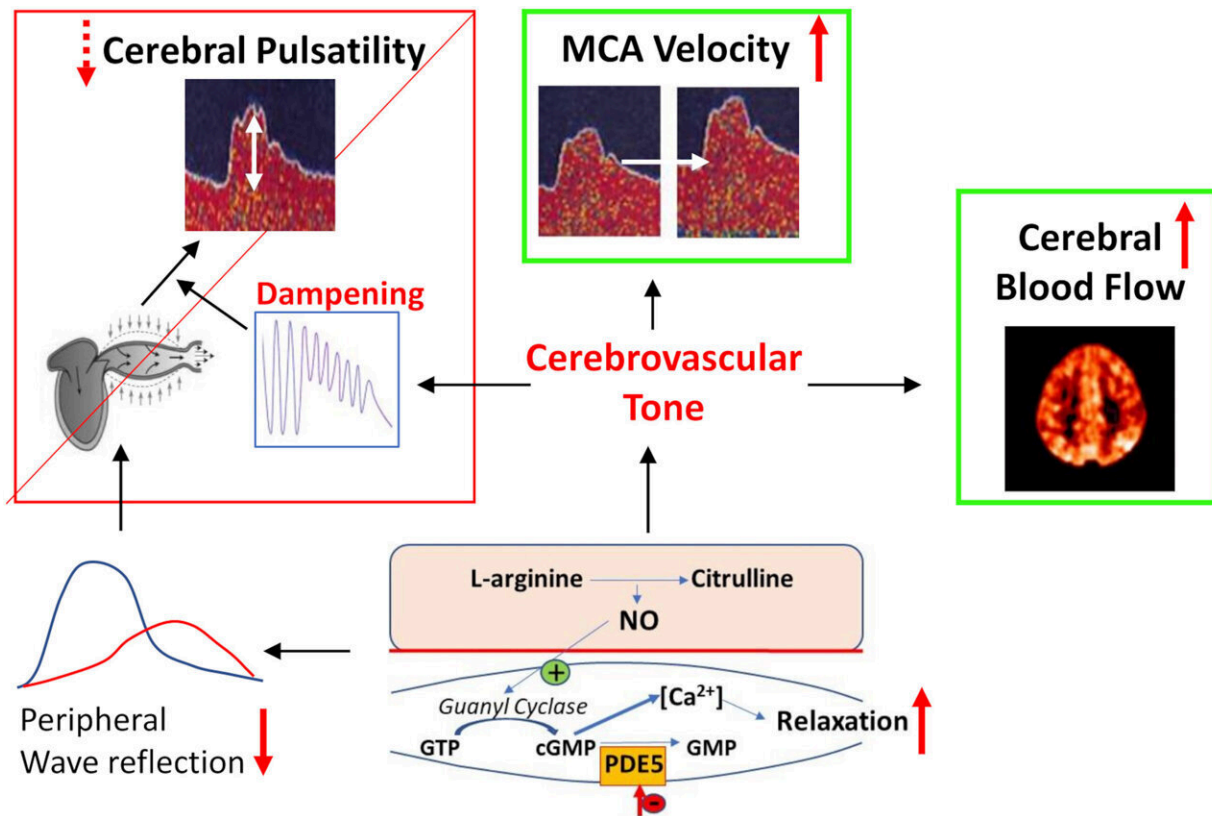 Cerebral Pulsatility
MCA Velocity
Cerebral
Blood Flow
Dampening
Cerebrovascular
Tone
L-arginine
Citrulline
NO
+
Guanyl Cyclase
[Ca²⁺]
Relaxation
GTP
cGMP
GMP
PDE5
-
Peripheral
Wave reflection